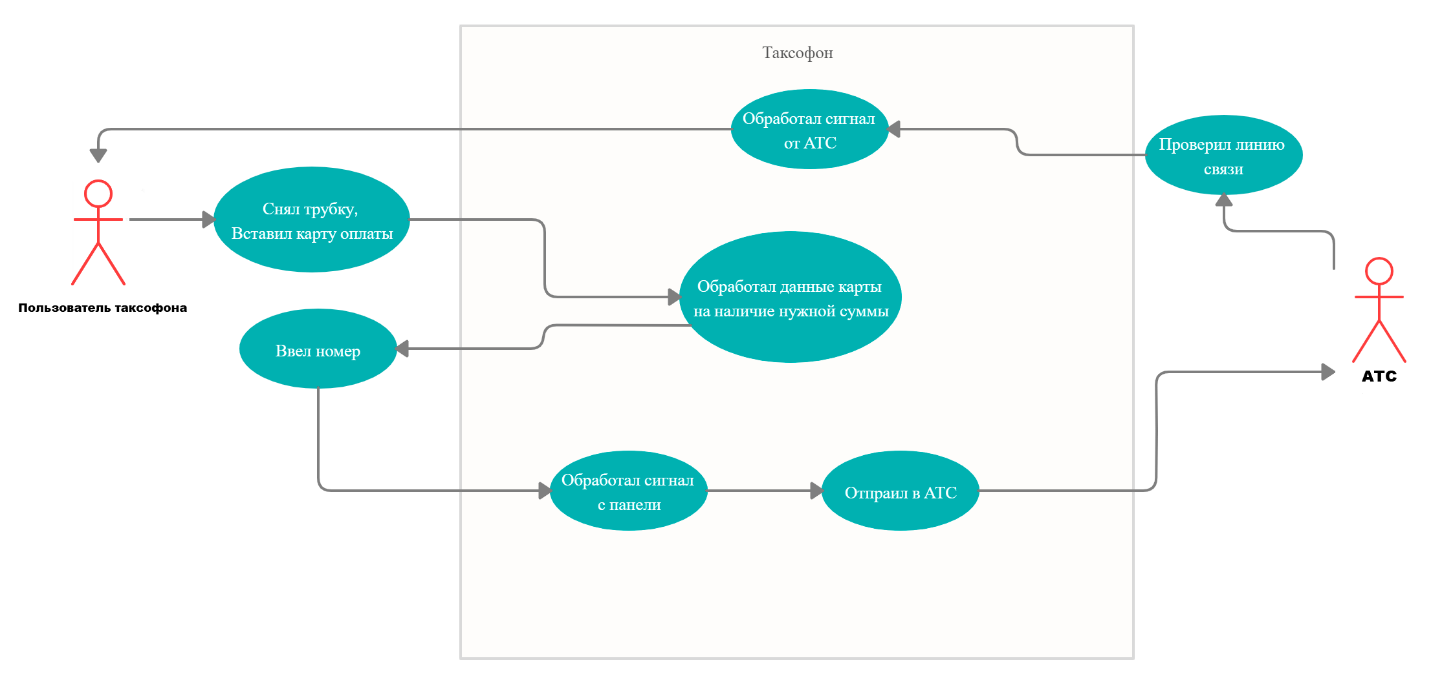 Таксофон
Обработал сигнал
от АТС
Проверил линию
связи
Снял трубку,
Вставил карту оплаты
Обработал данные карты
на наличие нужной суммы
Пользователь таксофона
Ввел номер
АТС
Обработал сигнал
с панели
Отпраил в АТС